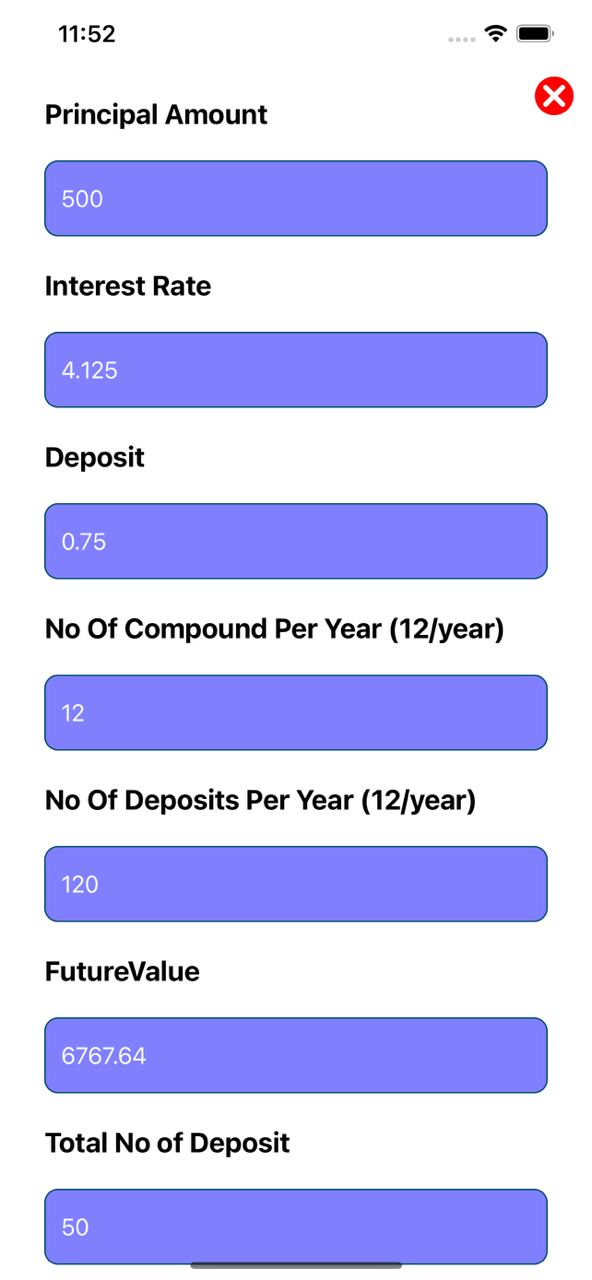 11:52
Principal Amount
500
Interest Rate
4.125
Deposit
0.75
No Of Compound Per Year (12/year)
12
No Of Deposits Per Year (12/year)
120
FutureValue
6767.64
Total No of Deposit
50